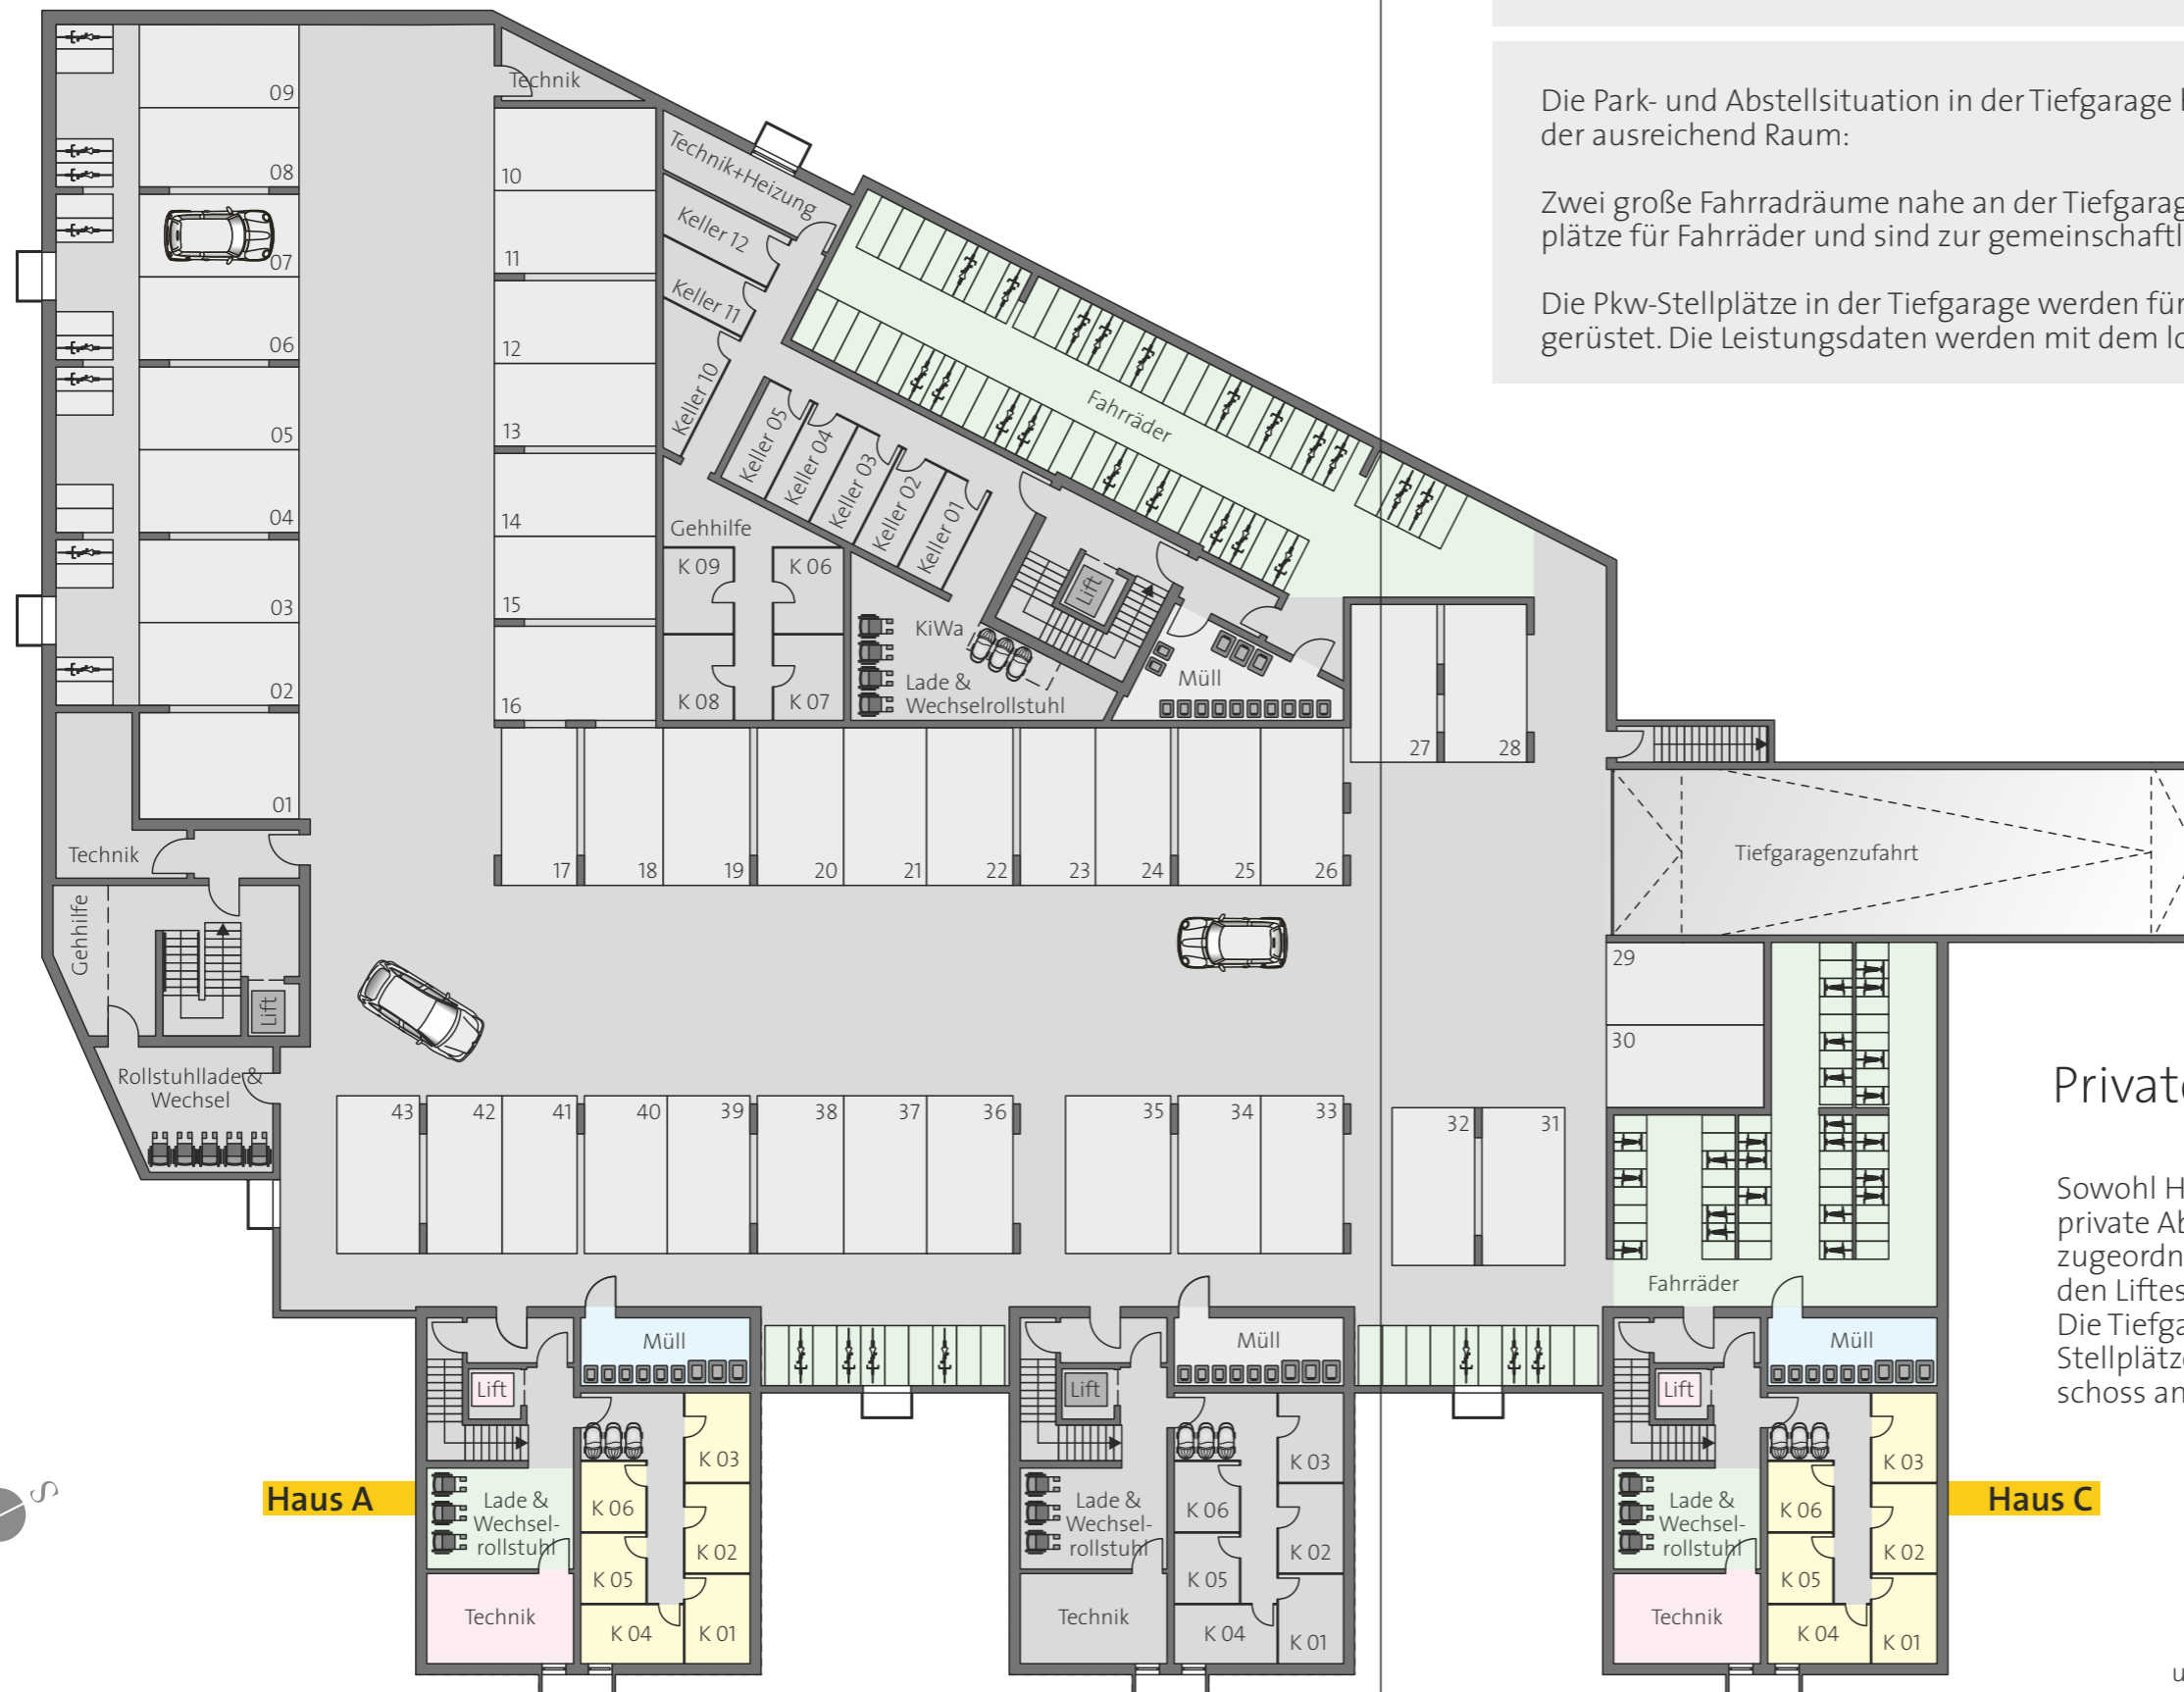 Die Park- und Abstellsituation in der Tiefgarage
der ausreichend Raum:
Zwei große Fahrradräume nahe an der Tiefgarag
plätze für Fahrräder und sind zur gemeinschaftl
Die Pkw-Stellplätze in der Tiefgarage werden für
gerüstet. Die Leistungsdaten werden mit dem lo
Technik
09
08
07
06
05
04
03
02
01
10
11
12
13
14
15
16
Technik+Heizung
Keller 12
Keller 11
Keller 10
Keller 05
Keller 04
Keller 03
Keller 02
Keller 01
Fahrräder
Gehhilfe
K 09
K 06
K 08
K 07
KiWa
Lade &
Wechselrollstuhl
Lift
Müll
27
28
17
18
19
20
21
22
23
24
25
26
Tiefgaragenzufahrt
Technik
Gehhilfe
Lift
Rollstuhllade &
Wechsel
29
30
43
42
41
40
39
38
37
36
35
34
33
32
31
Fahrräder
Private
Sowohl H
private Ab
zugeordn
den Liftes
Die Tiefga
Stellplätze
schoss an
Müll
Lift
K 03
K 06
K 02
K 05
K 04
K 01
Lade &
Wechsel-
rollstuhl
Technik
Haus A
Müll
Lift
K 03
K 06
K 02
K 05
K 04
K 01
Lade &
Wechsel-
rollstuhl
Technik
Müll
Lift
K 03
K 06
K 02
K 05
K 04
K 01
Lade &
Wechsel-
rollstuhl
Technik
Haus C
S
u